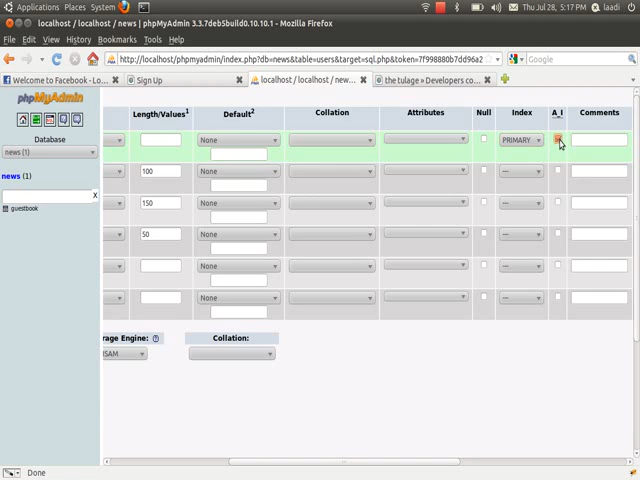 Applications Places System Thu Jul 28, 5:17 PM laadi
localhost / localhost / news | phpMyAdmin 3.3.7deb5build0.10.10.1 - Mozilla Firefox
File Edit View History Bookmarks Tools Help
http://localhost/phpmyadmin/index.php?db=news&table=users&target=sql.php&token=7f998880b7dd96a2 Google
Welcome to Facebook - Lo... Sign Up localhost / localhost / new... the tulage » Developers co...
phpMyAdmin
Database
news (1)
news (1)
X
guestbook
Length/Values1 Default2 Collation Attributes Null Index A_I Comments
None PRIMARY
100 None ---
150 None ---
50 None ---
None ---
None ---
rage Engine: Collation:
ISAM
Done